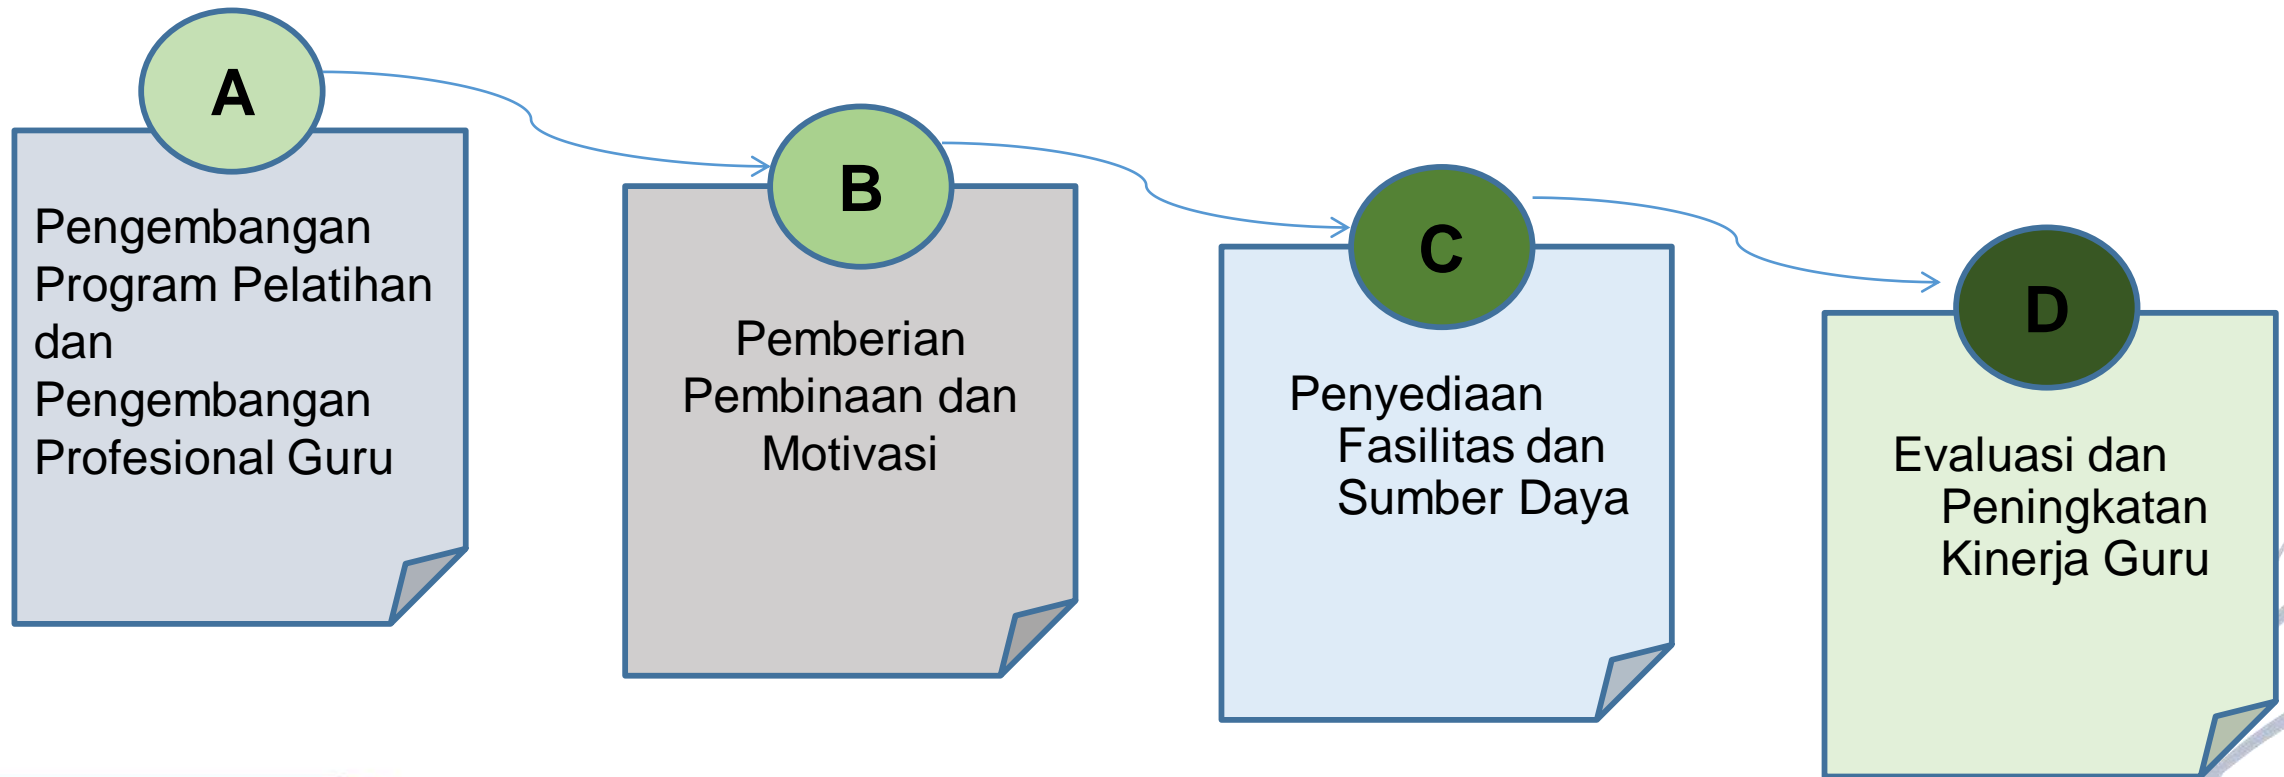 A
Pengembangan
Program Pelatihan
dan
Pengembangan
Profesional Guru
B
Pemberian
Pembinaan dan
Motivasi
C
Penyediaan
Fasilitas dan
Sumber Daya
D
Evaluasi dan
Peningkatan
Kinerja Guru